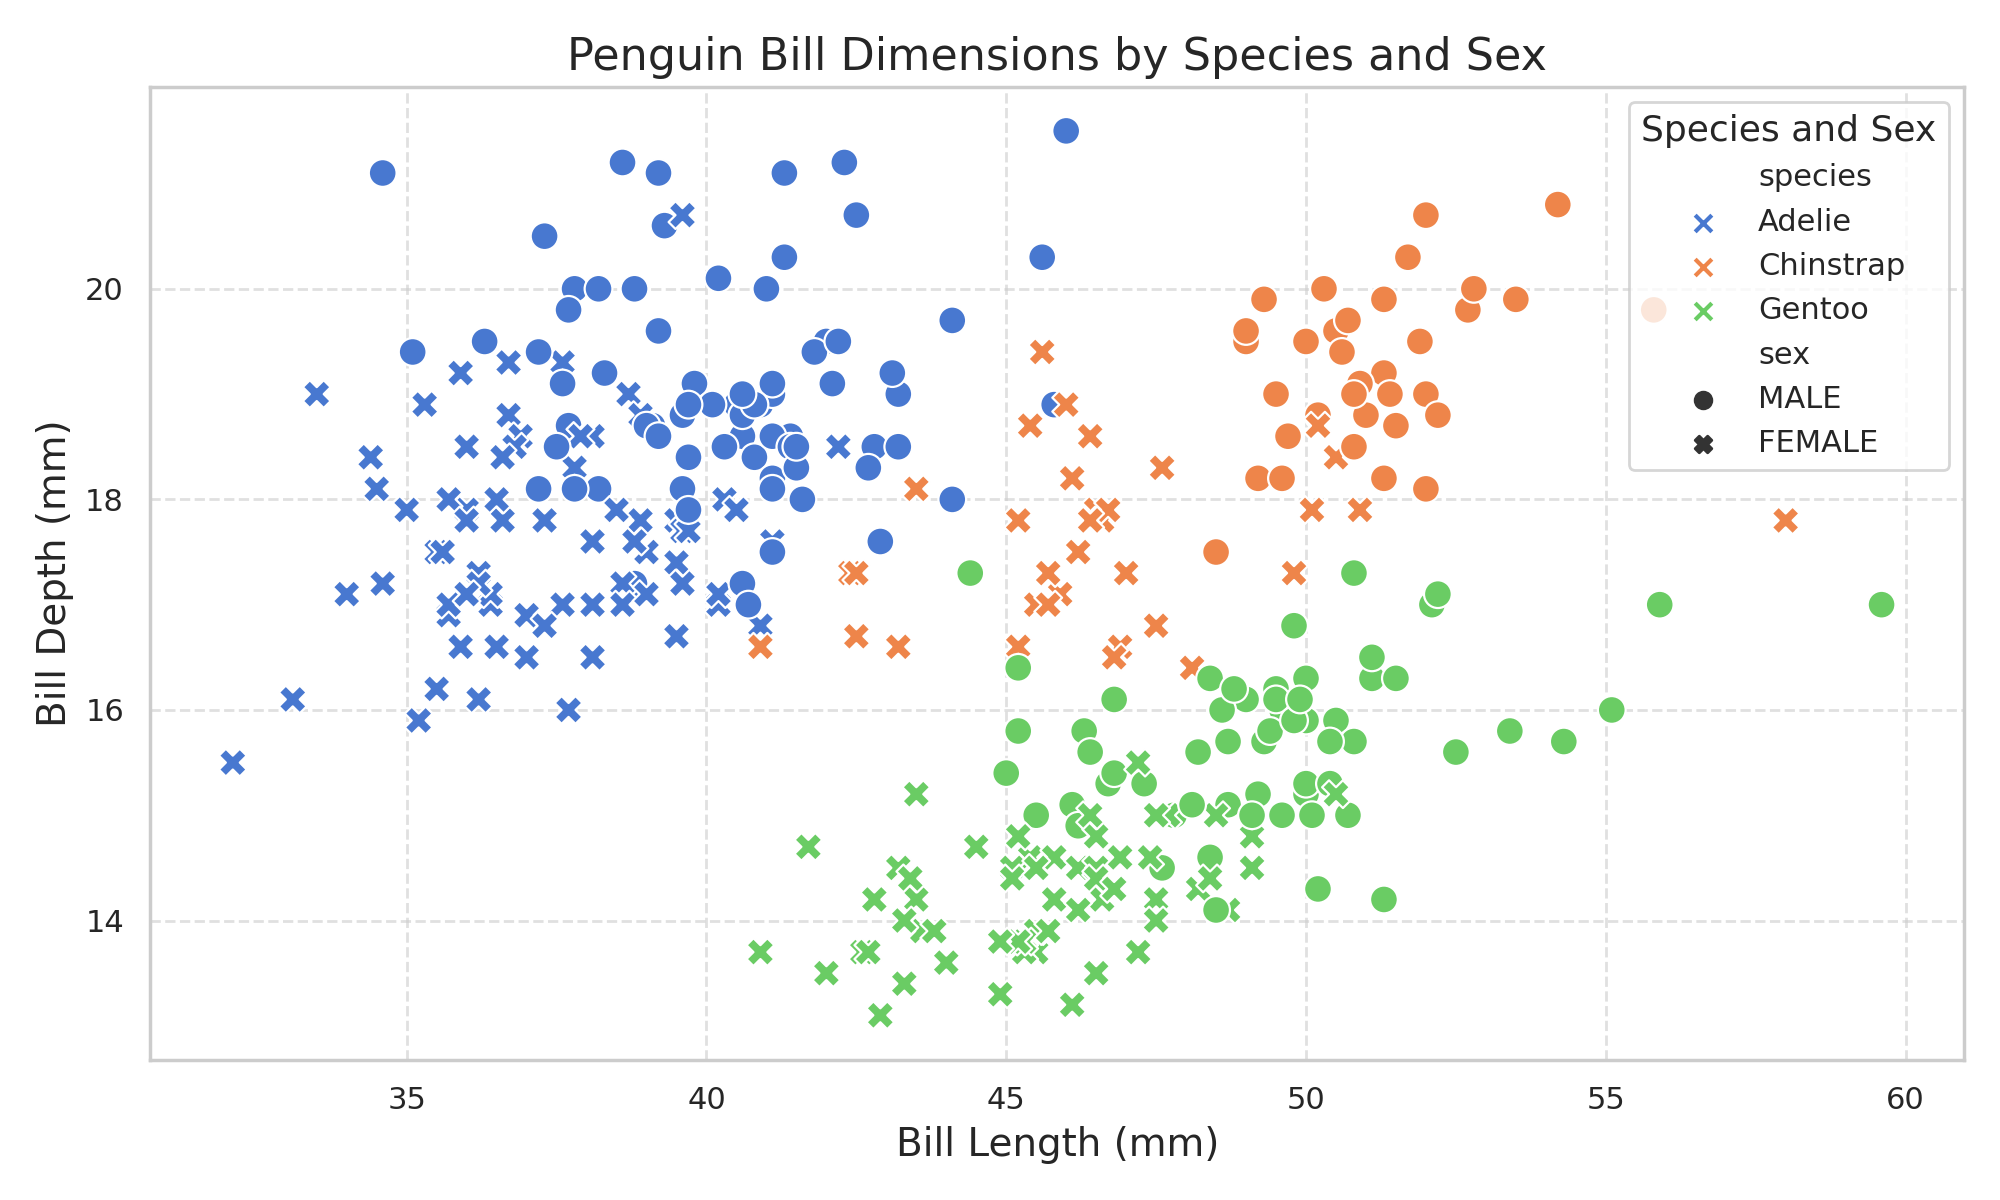 Penguin Bill Dimensions by Species and Sex
Species and Sex
species
Adelie
Chinstrap
Gentoo
sex
MALE
FEMALE
20
18
16
14
Bill Depth (mm)
35 40 45 50 55 60
Bill Length (mm)